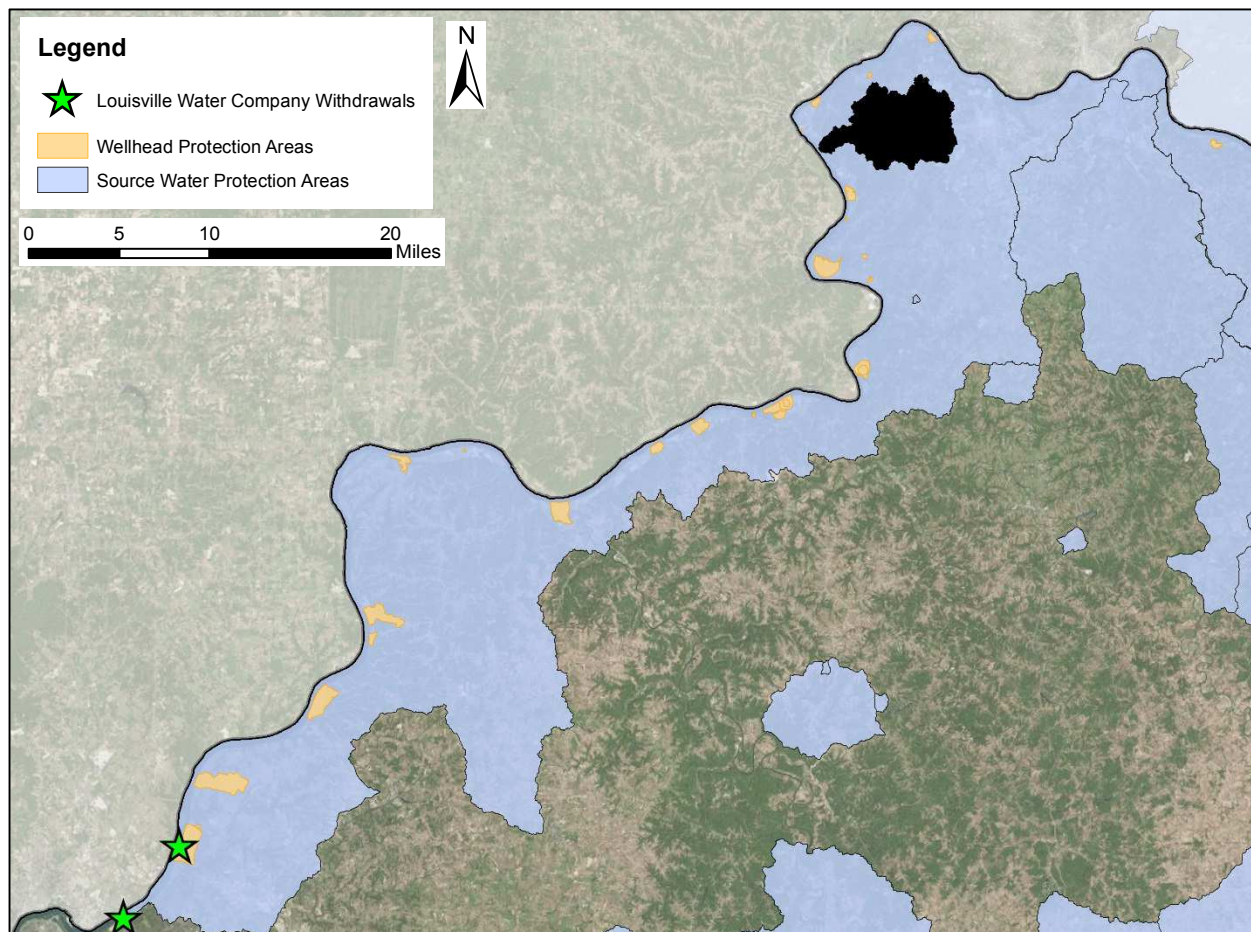 Legend
N
Louisville Water Company Withdrawals
Wellhead Protection Areas
Source Water Protection Areas
0 5 10 20
Miles